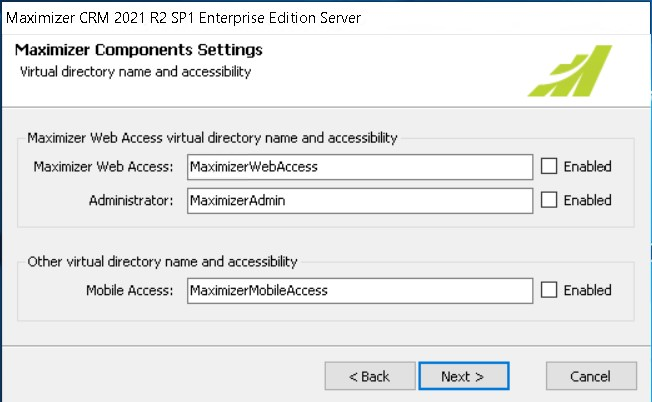 Maximizer CRM 2021 R2 SP1 Enterprise Edition Server
Maximizer Components Settings
Virtual directory name and accessibility
Maximizer Web Access virtual directory name and accessibility
Maximizer Web Access: MaximizerWebAccess Enabled
Administrator: MaximizerAdmin Enabled
Other virtual directory name and accessibility
Mobile Access: MaximizerMobileAccess Enabled
< Back Next > Cancel